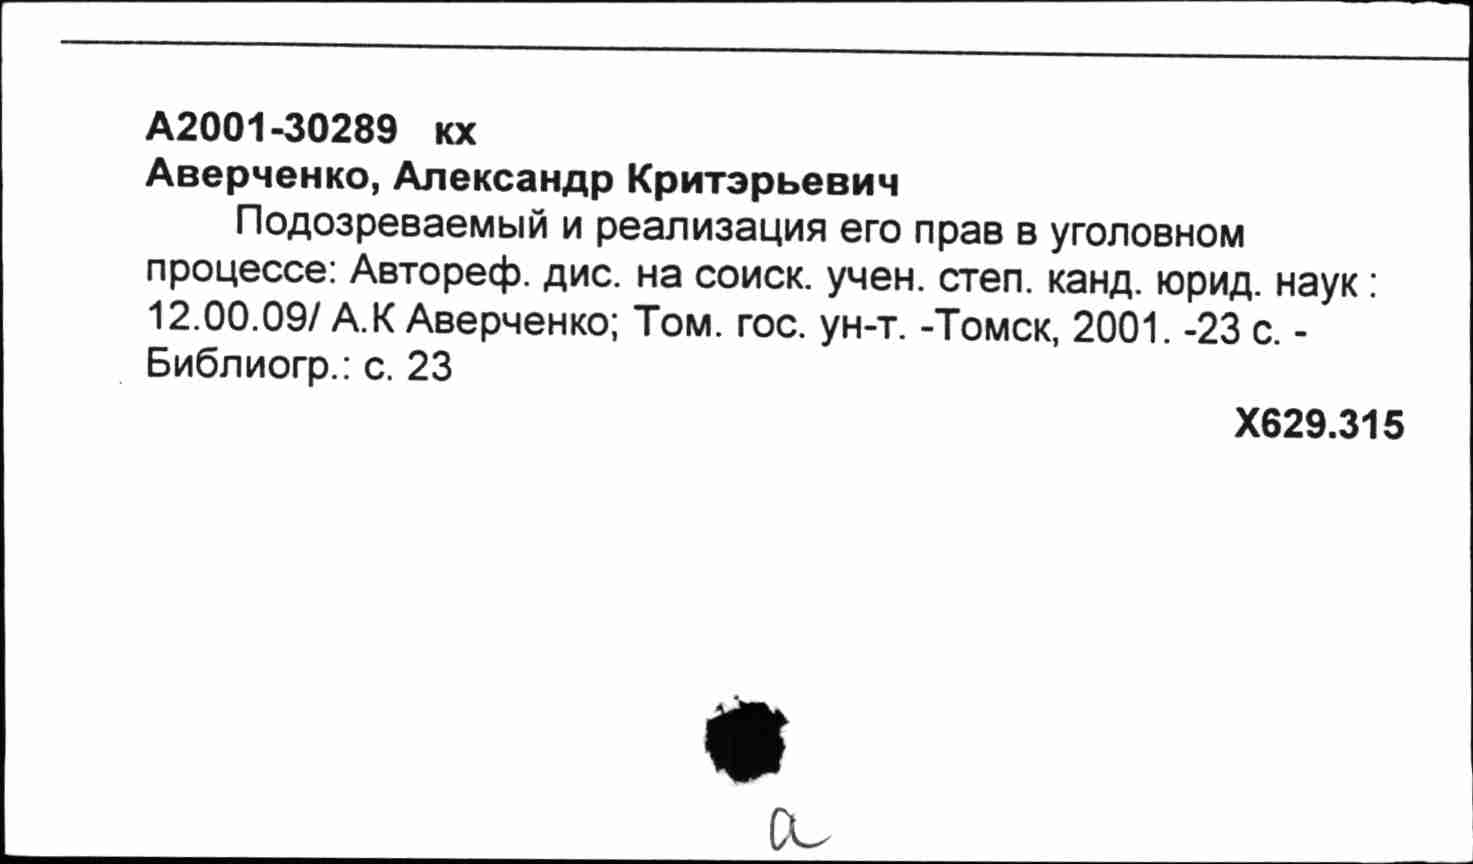 А2001-30289 кх
Аверченко, Александр Критэрьевич
Подозреваемый и реализация его прав в уголовном
процессе: Автореф. дис. на соиск. учен. степ. канд. юрид. наук :
12.00.09/ А.К Аверченко; Том. гос. ун-т. -Томск, 2001. -23 с. -
Библиогр.: с. 23
Х629.315
а